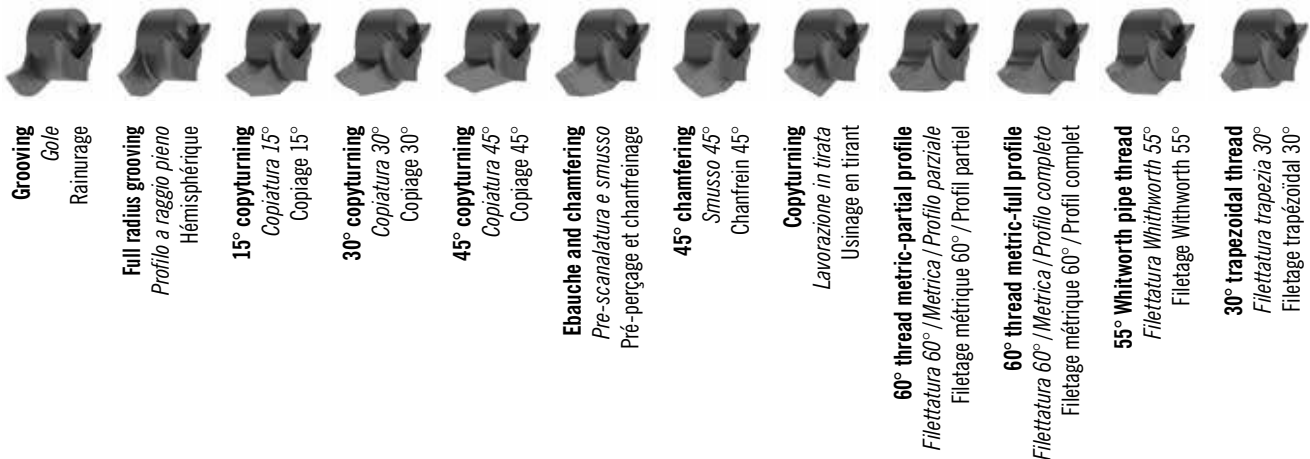 Grooving
Gole
Rainurage
Full radius grooving
Profilo a raggio pieno
Hémisphérique
15° copyturning
Copiatura 15°
Copiage 15°
30° copyturning
Copiatura 30°
Copiage 30°
45° copyturning
Copiatura 45°
Copiage 45°
Ebauche and chamfering
Pre-scanalatura e smusso
Pré-perçage et chanfreinage
45° chamfering
Smusso 45°
Chanfrein 45°
Copyturning
Lavorazione in tirata
Usinage en tirant
60° thread metric-partial profile
Filettatura 60° / Metrica / Profilo parziale
Filetage métrique 60° / Profil partiel
60° thread metric-full profile
Filettatura 60° / Metrica / Profilo completo
Filetage métrique 60° / Profil complet
55° Whitworth pipe thread
Filettatura Whithworth 55°
Filetage Withworth 55°
30° trapezoidal thread
Filettatura trapezia 30°
Filetage trapézoïdal 30°